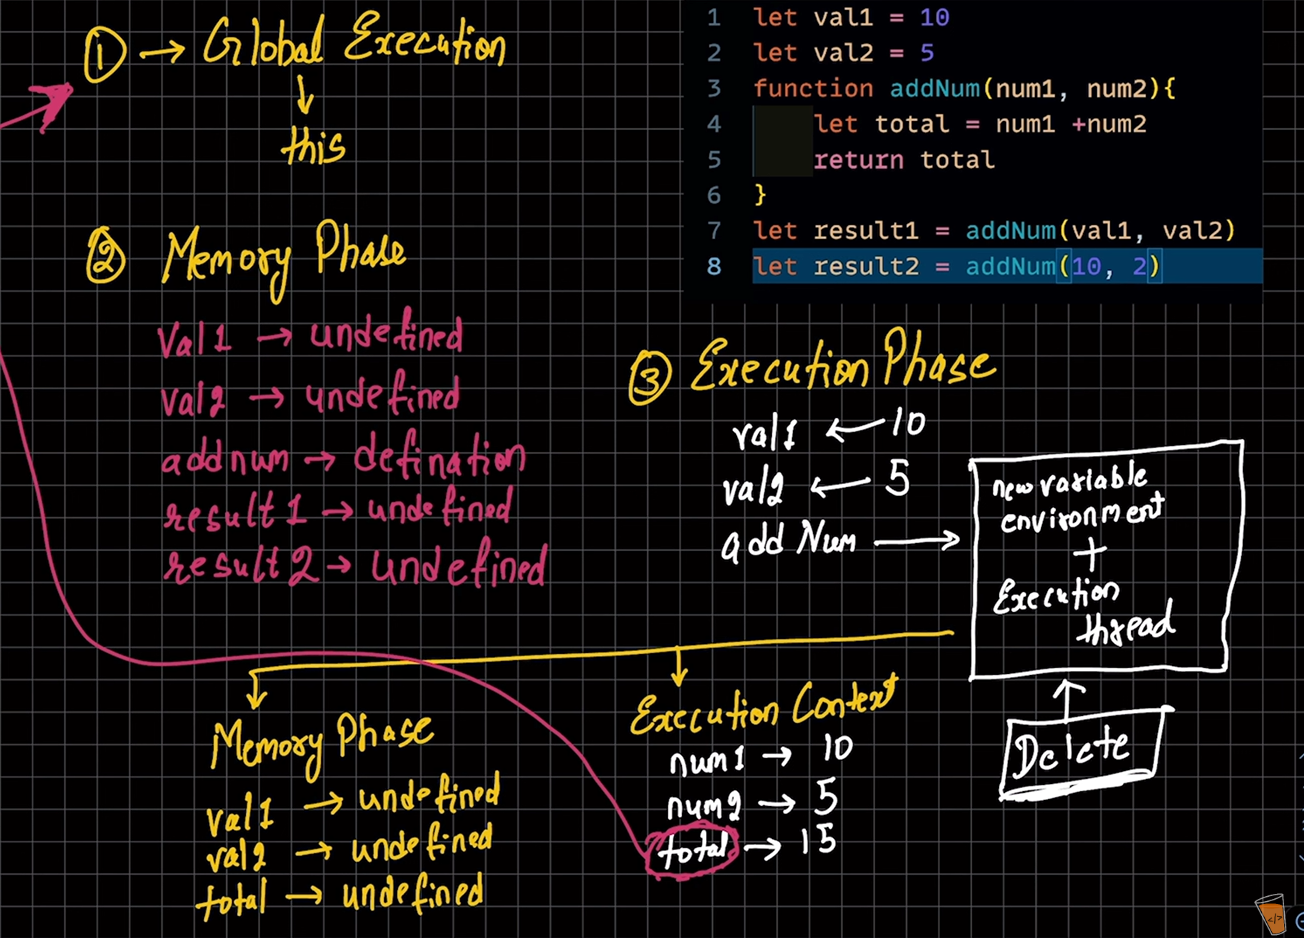 ① → Global Execution
↓
this
② Memory Phase
Val1 → undefined
val2 → undefined
addnum → defination
result1 → undefined
result2 → undefined
1 let val1 = 10
2 let val2 = 5
3 function addNum(num1, num2){
4 let total = num1 +num2
5 return total
6 }
7 let result1 = addNum(val1, val2)
8 let result2 = addNum(10, 2)
③ Execution Phase
val1 ← 10
val2 ← 5
addNum →
new variable
environment
+
Execution
thread
Delete
Memory Phase
val1 → undefined
val2 → undefined
total → undefined
Execution Context
num1 → 10
num2 → 5
total → 15